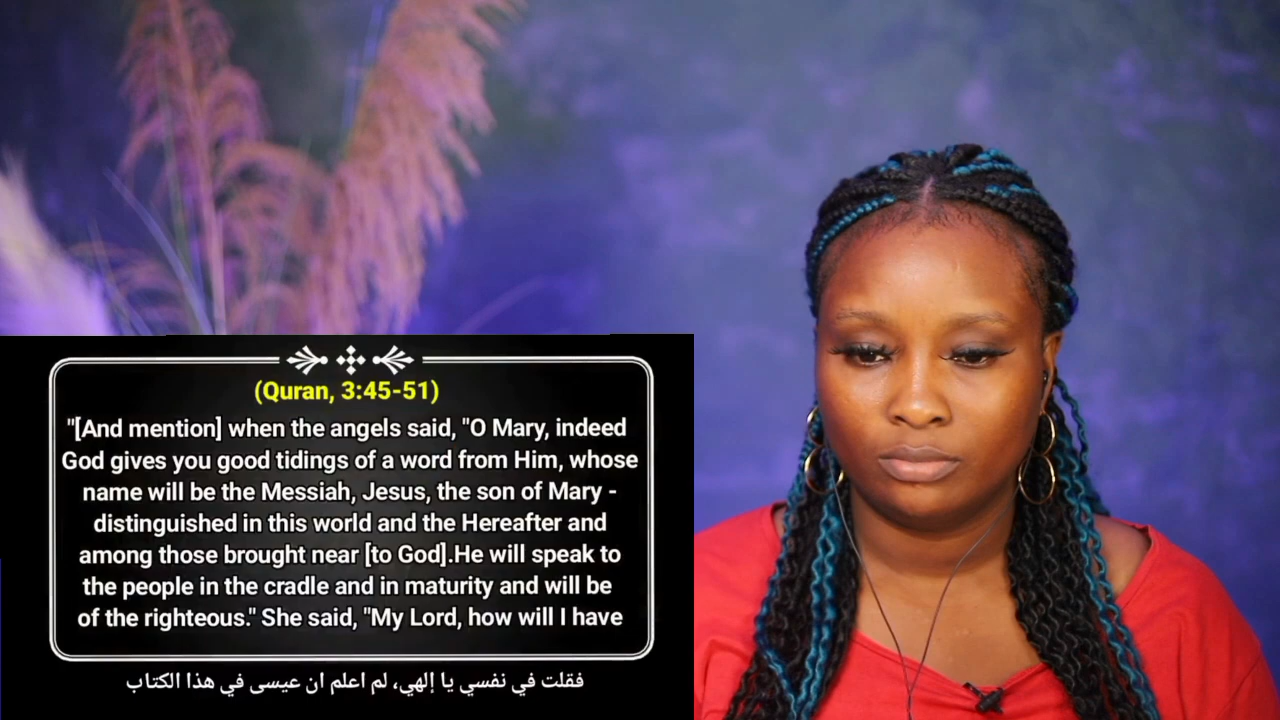 (Quran, 3:45-51)
"[And mention] when the angels said, "O Mary, indeed
God gives you good tidings of a word from Him, whose
name will be the Messiah, Jesus, the son of Mary -
distinguished in this world and the Hereafter and
among those brought near [to God].He will speak to
the people in the cradle and in maturity and will be
of the righteous." She said, "My Lord, how will I have
فقلت في نفسي يا إلهي، لم اعلم ان عيسى في هذا الكتاب